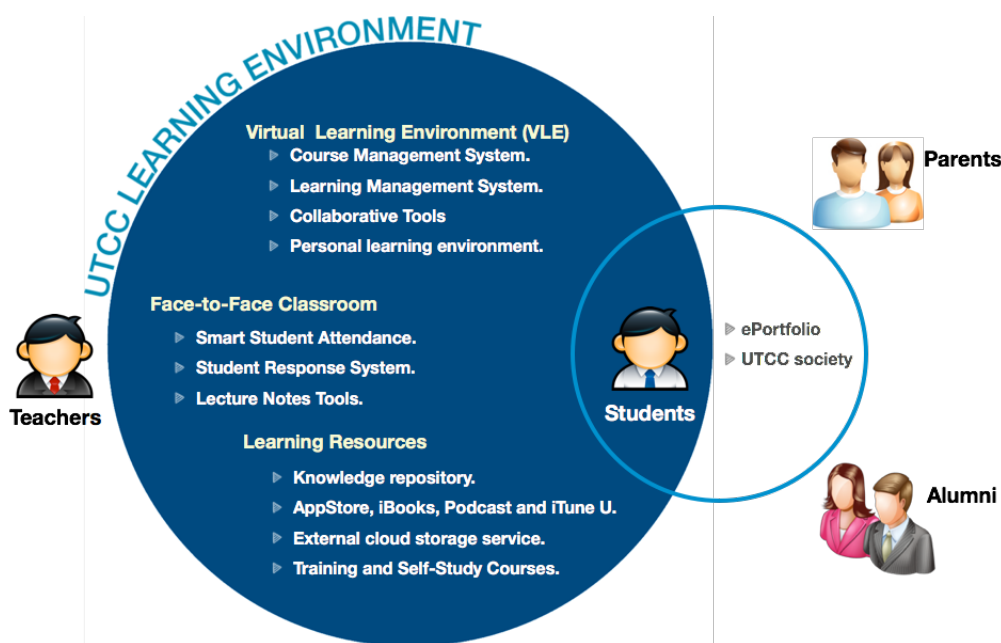 UTCC LEARNING ENVIRONMENT
Virtual Learning Environment (VLE)
Course Management System.
Learning Management System.
Collaborative Tools
Personal learning environment.
Face-to-Face Classroom
Smart Student Attendance.
Student Response System.
Lecture Notes Tools.
Learning Resources
Knowledge repository.
AppStore, iBooks, Podcast and iTune U.
External cloud storage service.
Training and Self-Study Courses.
Teachers
Students
ePortfolio
UTCC society
Parents
Alumni